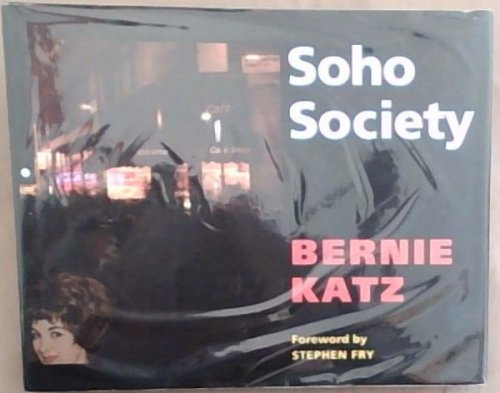 Soho
Society
BERNIE
KATZ
Foreword by
STEPHEN FRY